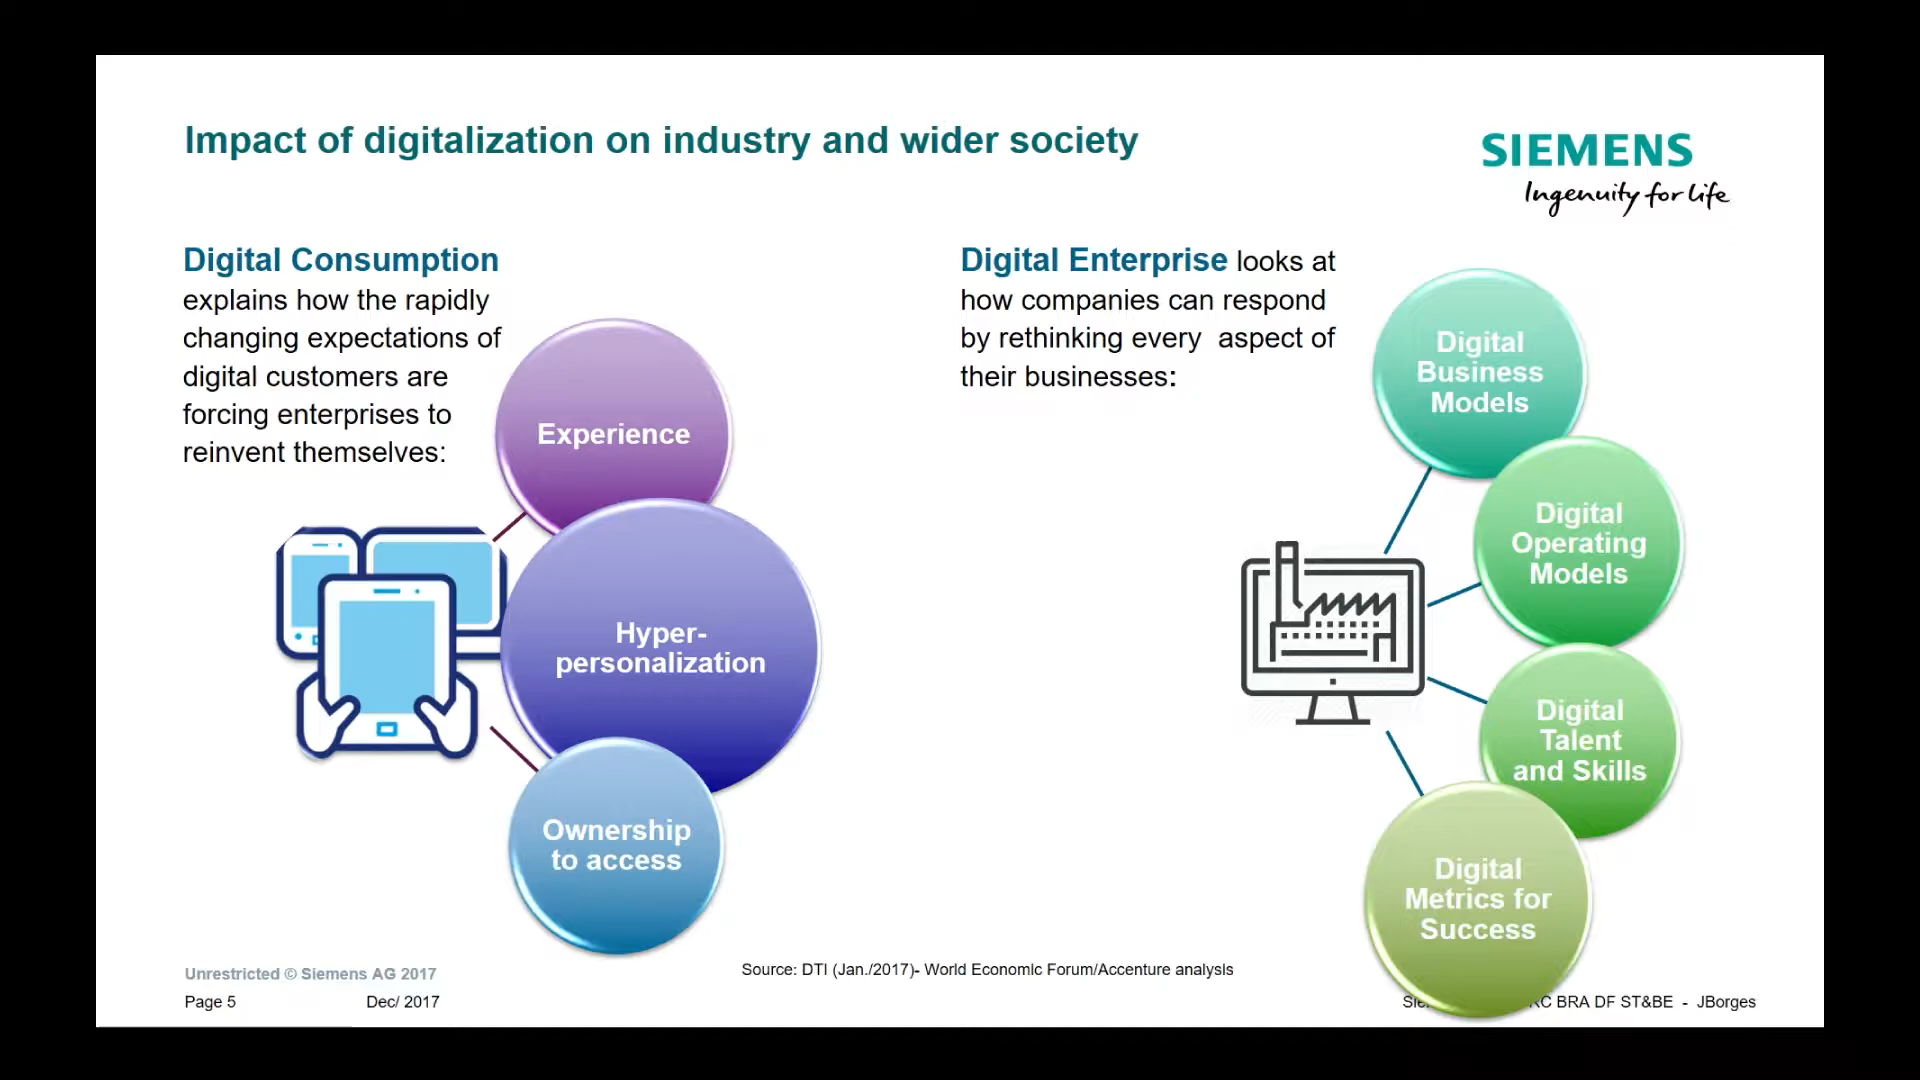 Impact of digitalization on industry and wider society
SIEMENS
Ingenuity for life
Digital Consumption
explains how the rapidly
changing expectations of
digital customers are
forcing enterprises to
reinvent themselves:
Experience
Hyper-
personalization
Ownership
to access
Digital Enterprise looks at
how companies can respond
by rethinking every aspect of
their businesses:
Digital
Business
Models
Digital
Operating
Models
Digital
Talent
and Skills
Digital
Metrics for
Success
Source: DTI (Jan./2017)- World Economic Forum/Accenture analysis
Unrestricted © Siemens AG 2017
Page 5 Dec/ 2017
BRA DF ST&BE - JBorges